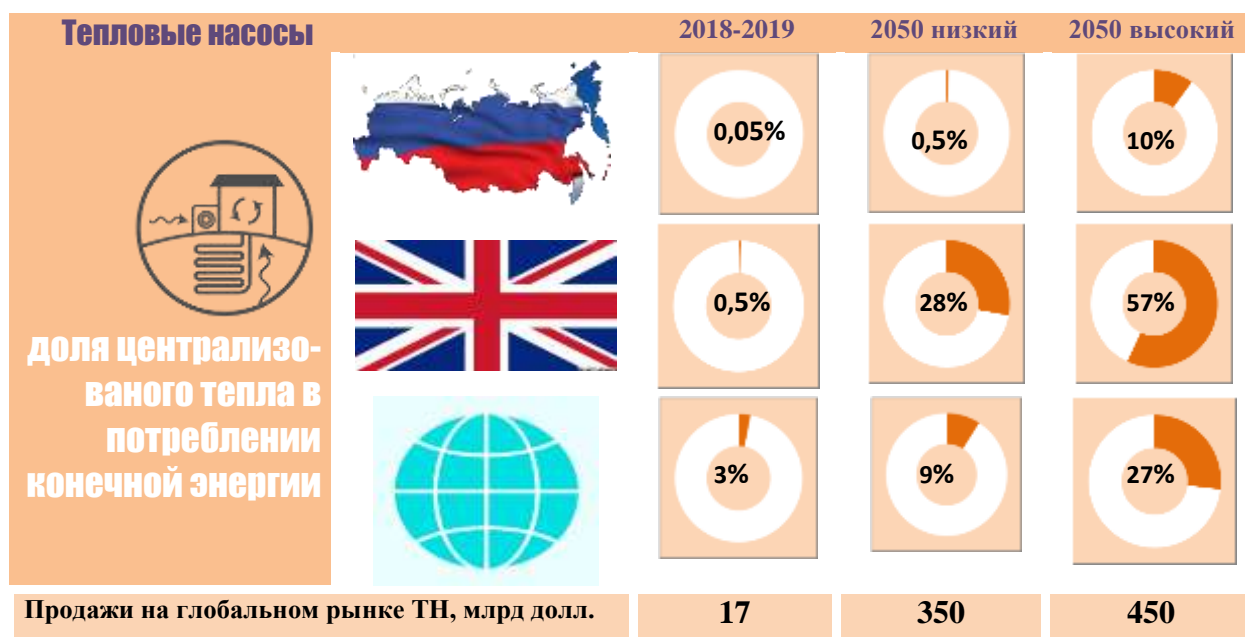 Тепловые насосы
2018-2019
2050 низкий
2050 высокий
0,05%
0,5%
10%
0,5%
28%
57%
доля централизо-
ваного тепла в
потреблении
конечной энергии
3%
9%
27%
Продажи на глобальном рынке ТН, млрд долл.
17
350
450